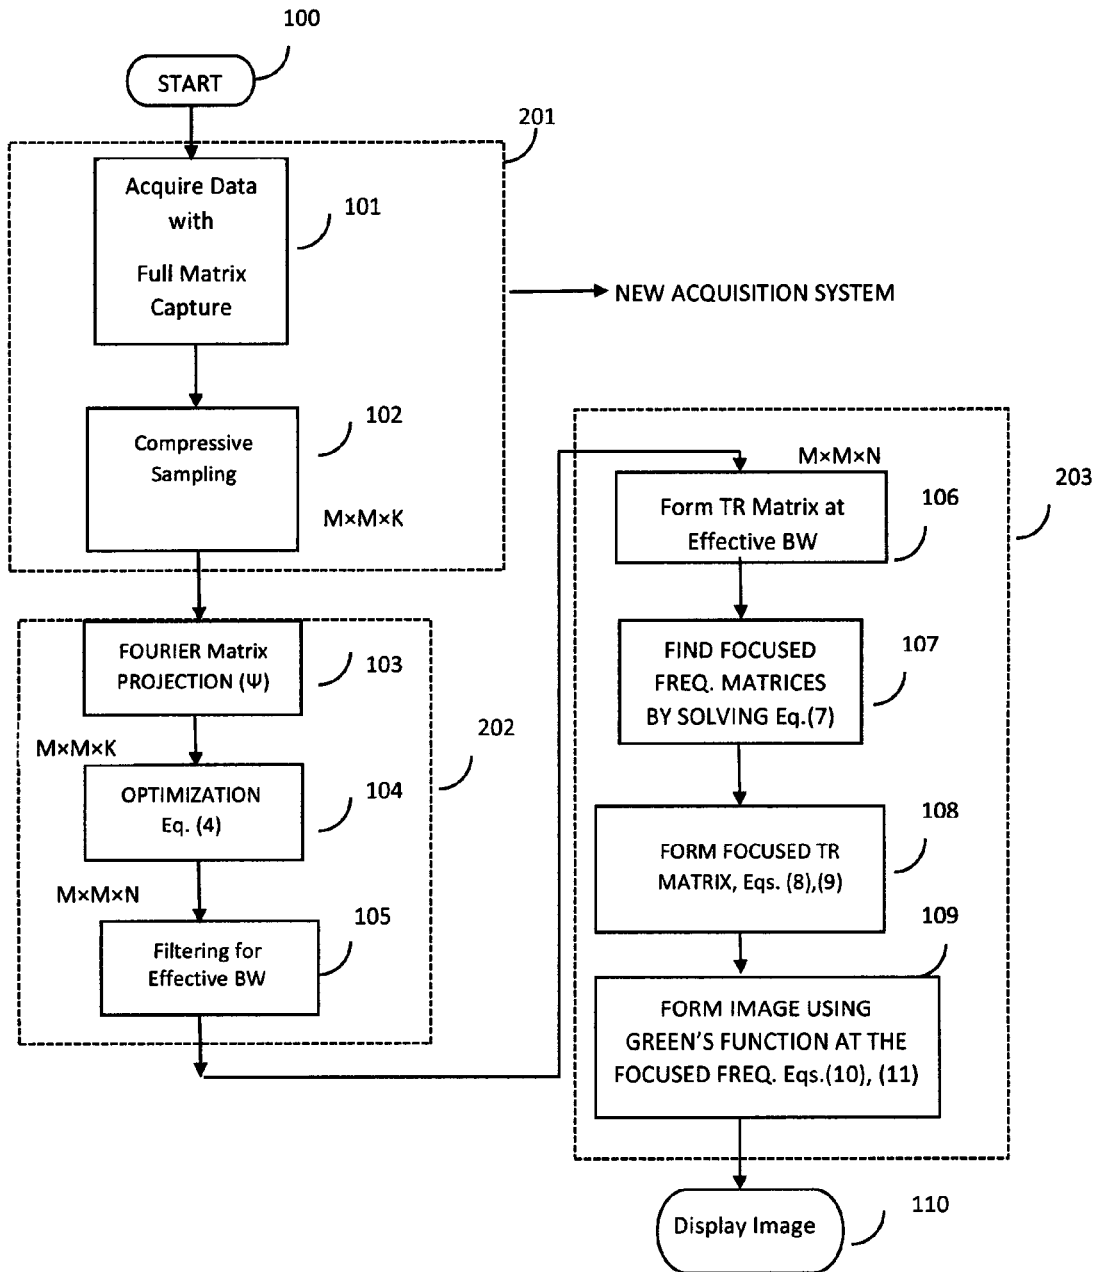 100
START
201
Acquire Data
with
Full Matrix
Capture
101
NEW ACQUISITION SYSTEM
102
Compressive
Sampling
M×M×K
FOURIER Matrix
PROJECTION (Ψ)
103
M×M×K
202
OPTIMIZATION
Eq. (4)
104
M×M×N
105
Filtering for
Effective BW
M×M×N
203
Form TR Matrix at
Effective BW
106
FIND FOCUSED
FREQ. MATRICES
BY SOLVING Eq.(7)
107
FORM FOCUSED TR
MATRIX, Eqs. (8),(9)
108
109
FORM IMAGE USING
GREEN'S FUNCTION AT THE
FOCUSED FREQ. Eqs.(10), (11)
Display Image
110